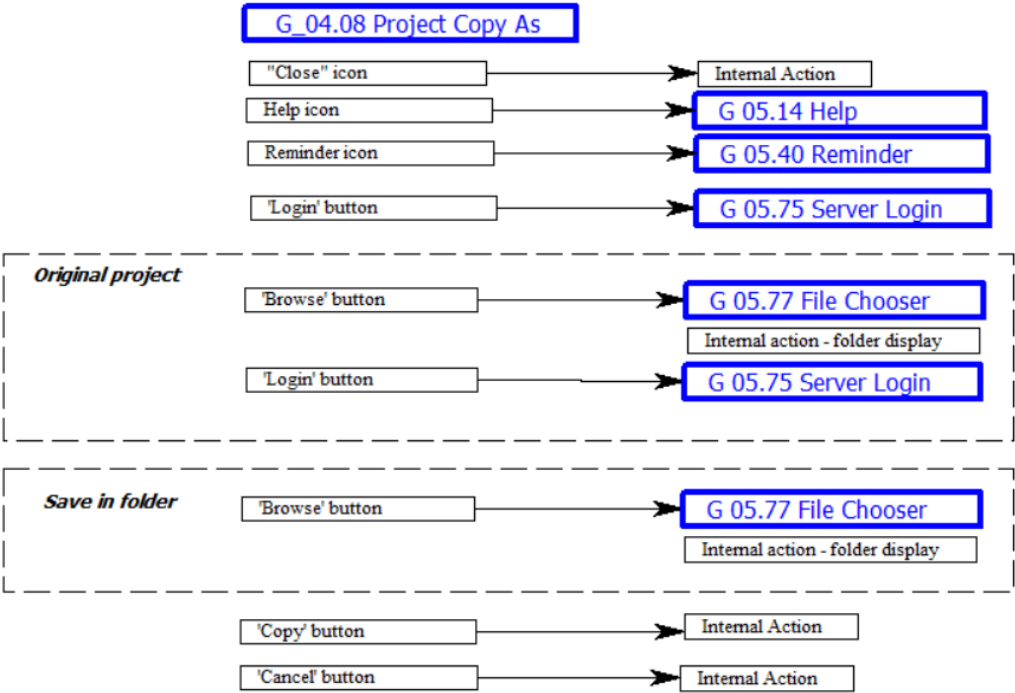 G_04.08 Project Copy As
"Close" icon
Internal Action
Help icon
G 05.14 Help
Reminder icon
G 05.40 Reminder
'Login' button
G 05.75 Server Login
Original project
'Browse' button
G 05.77 File Chooser
Internal action - folder display
'Login' button
G 05.75 Server Login
Save in folder
'Browse' button
G 05.77 File Chooser
Internal action - folder display
'Copy' button
Internal Action
'Cancel' button
Internal Action